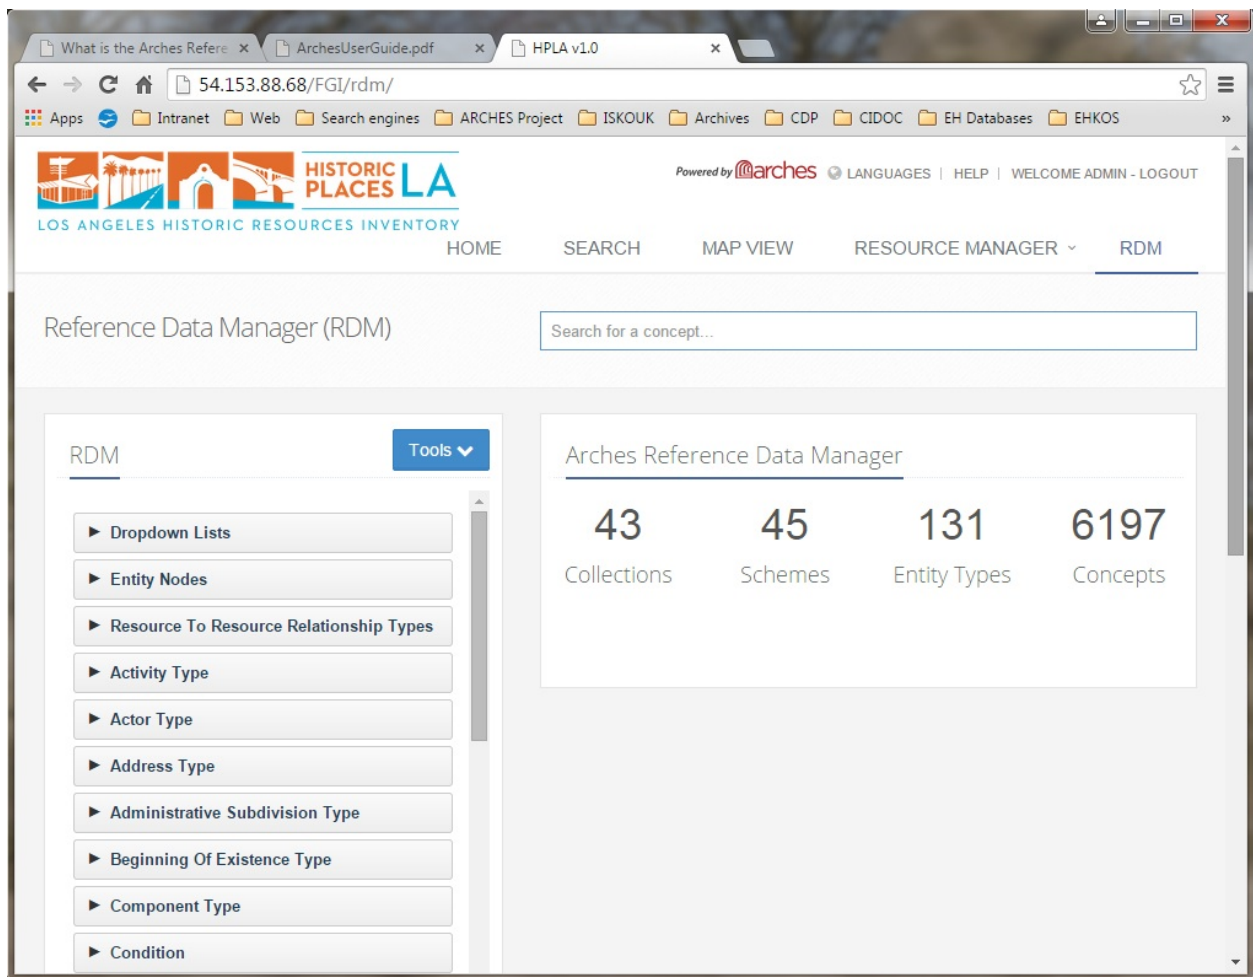 What is the Arches Refere
ArchesUserGuide.pdf
HPLA v1.0
54.153.88.68/FGI/rdm/
Apps Intranet Web Search engines ARCHES Project ISKOUK Archives CDP CIDOC EH Databases EHKOS »
HISTORIC PLACES LA
LOS ANGELES HISTORIC RESOURCES INVENTORY
Powered by arches LANGUAGES | HELP | WELCOME ADMIN - LOGOUT
HOME SEARCH MAP VIEW RESOURCE MANAGER RDM
Reference Data Manager (RDM)
Search for a concept...
RDM
Tools
Dropdown Lists
Entity Nodes
Resource To Resource Relationship Types
Activity Type
Actor Type
Address Type
Administrative Subdivision Type
Beginning Of Existence Type
Component Type
Condition
Arches Reference Data Manager
43 45 131 6197
Collections Schemes Entity Types Concepts